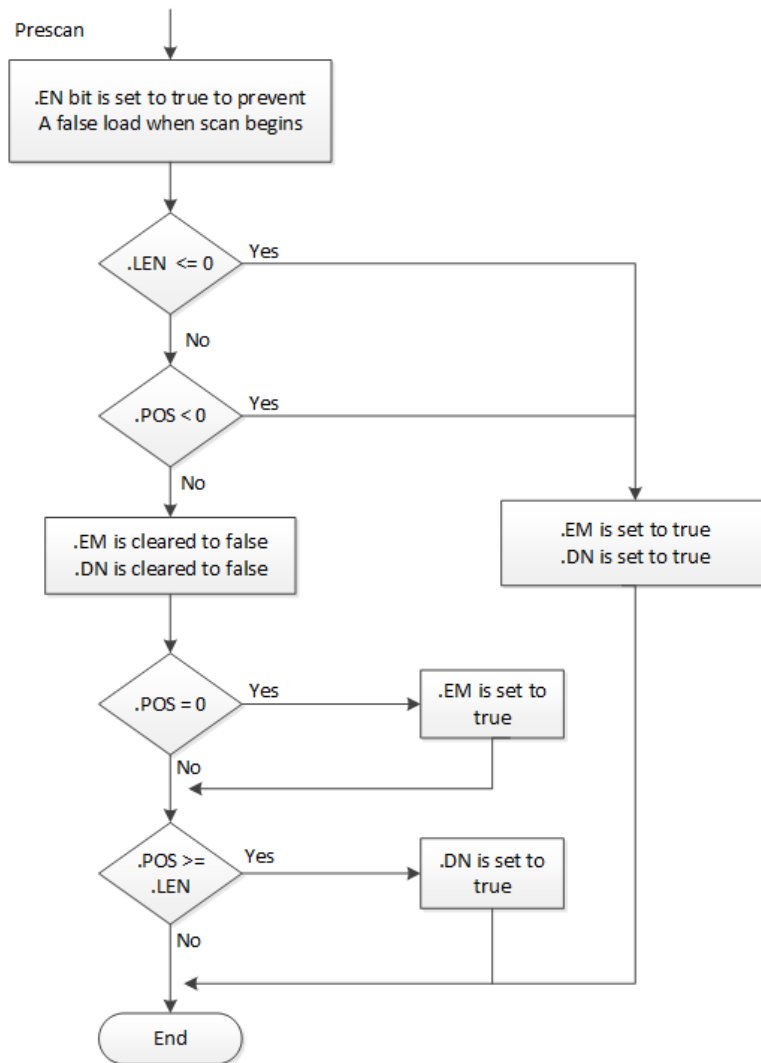 Prescan
.EN bit is set to true to prevent
A false load when scan begins
.LEN <= 0
Yes
No
.POS < 0
Yes
No
.EM is cleared to false
.DN is cleared to false
.EM is set to true
.DN is set to true
.POS = 0
Yes
.EM is set to
true
No
.POS >=
.LEN
Yes
.DN is set to
true
No
End